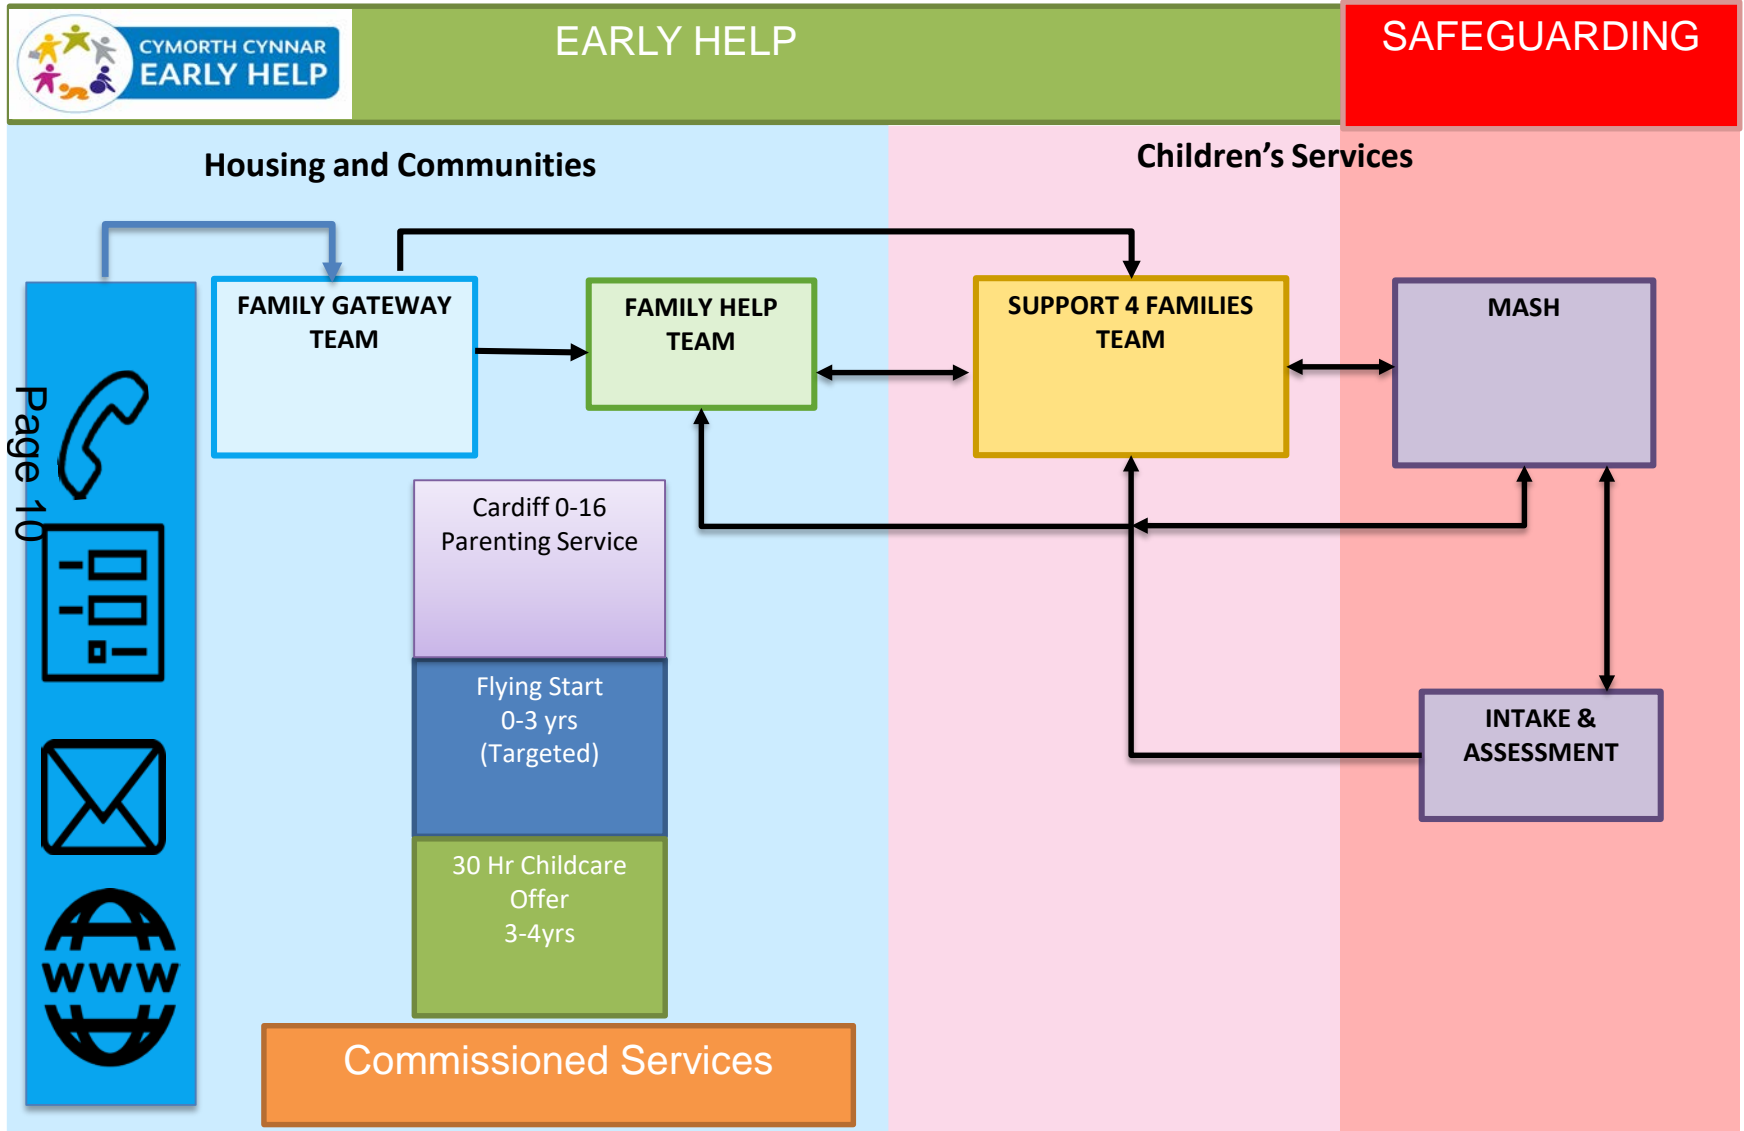 CYMORTH CYNNAR
EARLY HELP
EARLY HELP
SAFEGUARDING
Housing and Communities
Children’s Services
FAMILY GATEWAY
TEAM
FAMILY HELP
TEAM
SUPPORT 4 FAMILIES
TEAM
MASH
Page 10
Cardiff 0-16
Parenting Service
Flying Start
0-3 yrs
(Targeted)
INTAKE &
ASSESSMENT
30 Hr Childcare
Offer
3-4yrs
WWW
Commissioned Services